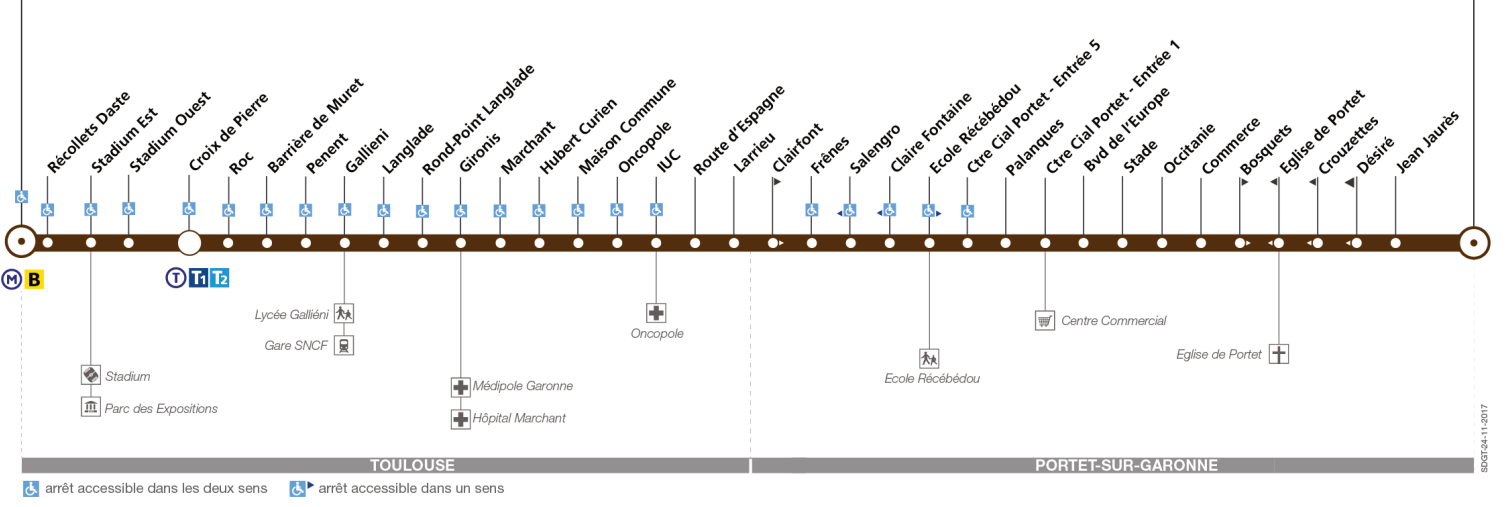 Récollets Daste
Stadium Est
Stadium Ouest
Croix de Pierre
Roc
Barrière de Muret
Penent
Gallieni
Langlade
Rond-Point Langlade
Gironis
Marchant
Hubert Curien
Maison Commune
Oncopole
IUC
Route d'Espagne
Larrieu
Clairfont
Frênes
Salengro
Claire Fontaine
Ecole Récébédou
Ctre Cial Portet - Entrée 5
Palanques
Ctre Cial Portet - Entrée 1
Bvd de l'Europe
Stade
Occitanie
Commerce
Bosquets
Eglise de Portet
Crouzettes
Désiré
Jean Jaurès
M B
T T1 T2
Lycée Galliéni
Gare SNCF
Stadium
Parc des Expositions
Médipole Garonne
Hôpital Marchant
Oncopole
Ecole Récébédou
Centre Commercial
Eglise de Portet
SDGT-24-11-2017
TOULOUSE
PORTET-SUR-GARONNE
arrêt accessible dans les deux sens
arrêt accessible dans un sens